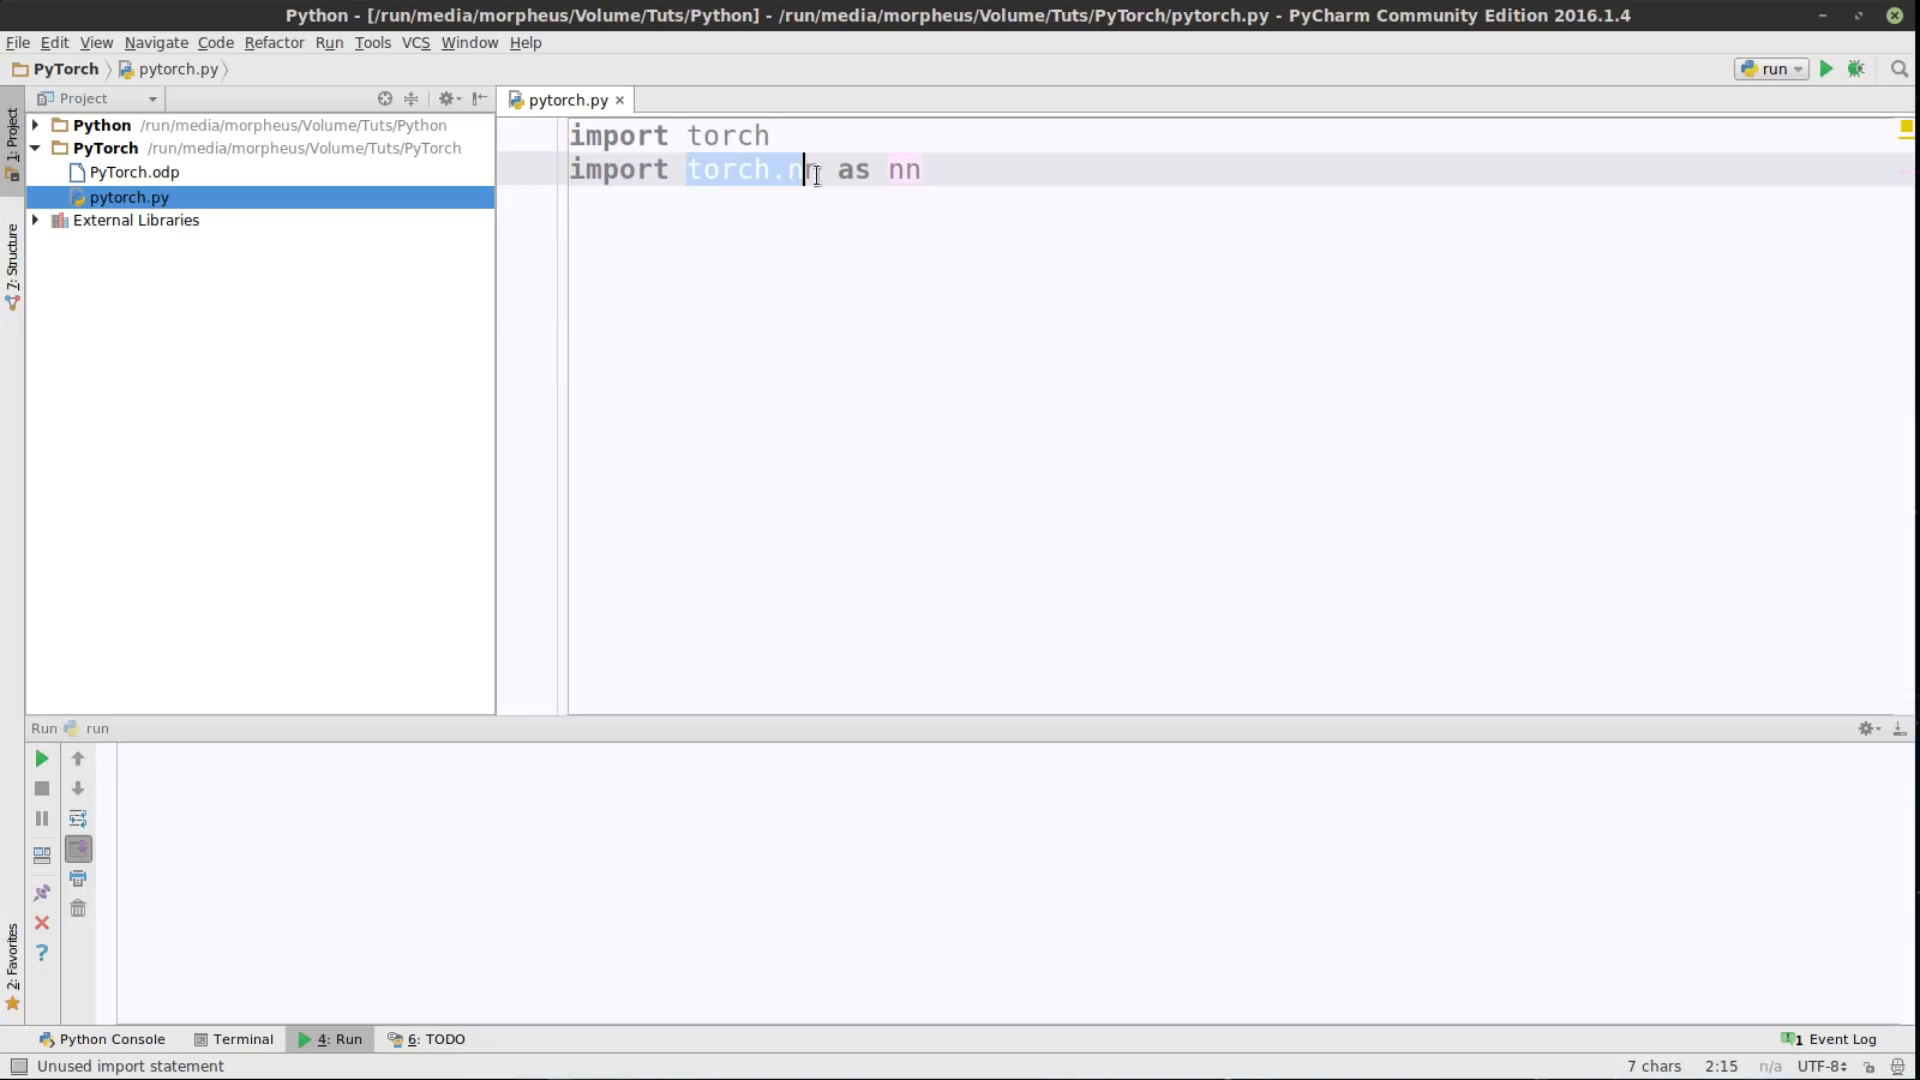 Python - [/run/media/morpheus/Volume/Tuts/Python] - /run/media/morpheus/Volume/Tuts/PyTorch/pytorch.py - PyCharm Community Edition 2016.1.4
File Edit View Navigate Code Refactor Run Tools VCS Window Help
PyTorch pytorch.py run
1: Project
Project
pytorch.py
Python /run/media/morpheus/Volume/Tuts/Python
PyTorch /run/media/morpheus/Volume/Tuts/PyTorch
PyTorch.odp
pytorch.py
External Libraries
7: Structure
import torch
import torch.nn as nn
Run run
2: Favorites
Python Console Terminal 4: Run 6: TODO 1 Event Log
Unused import statement 7 chars 2:15 n/a UTF-8